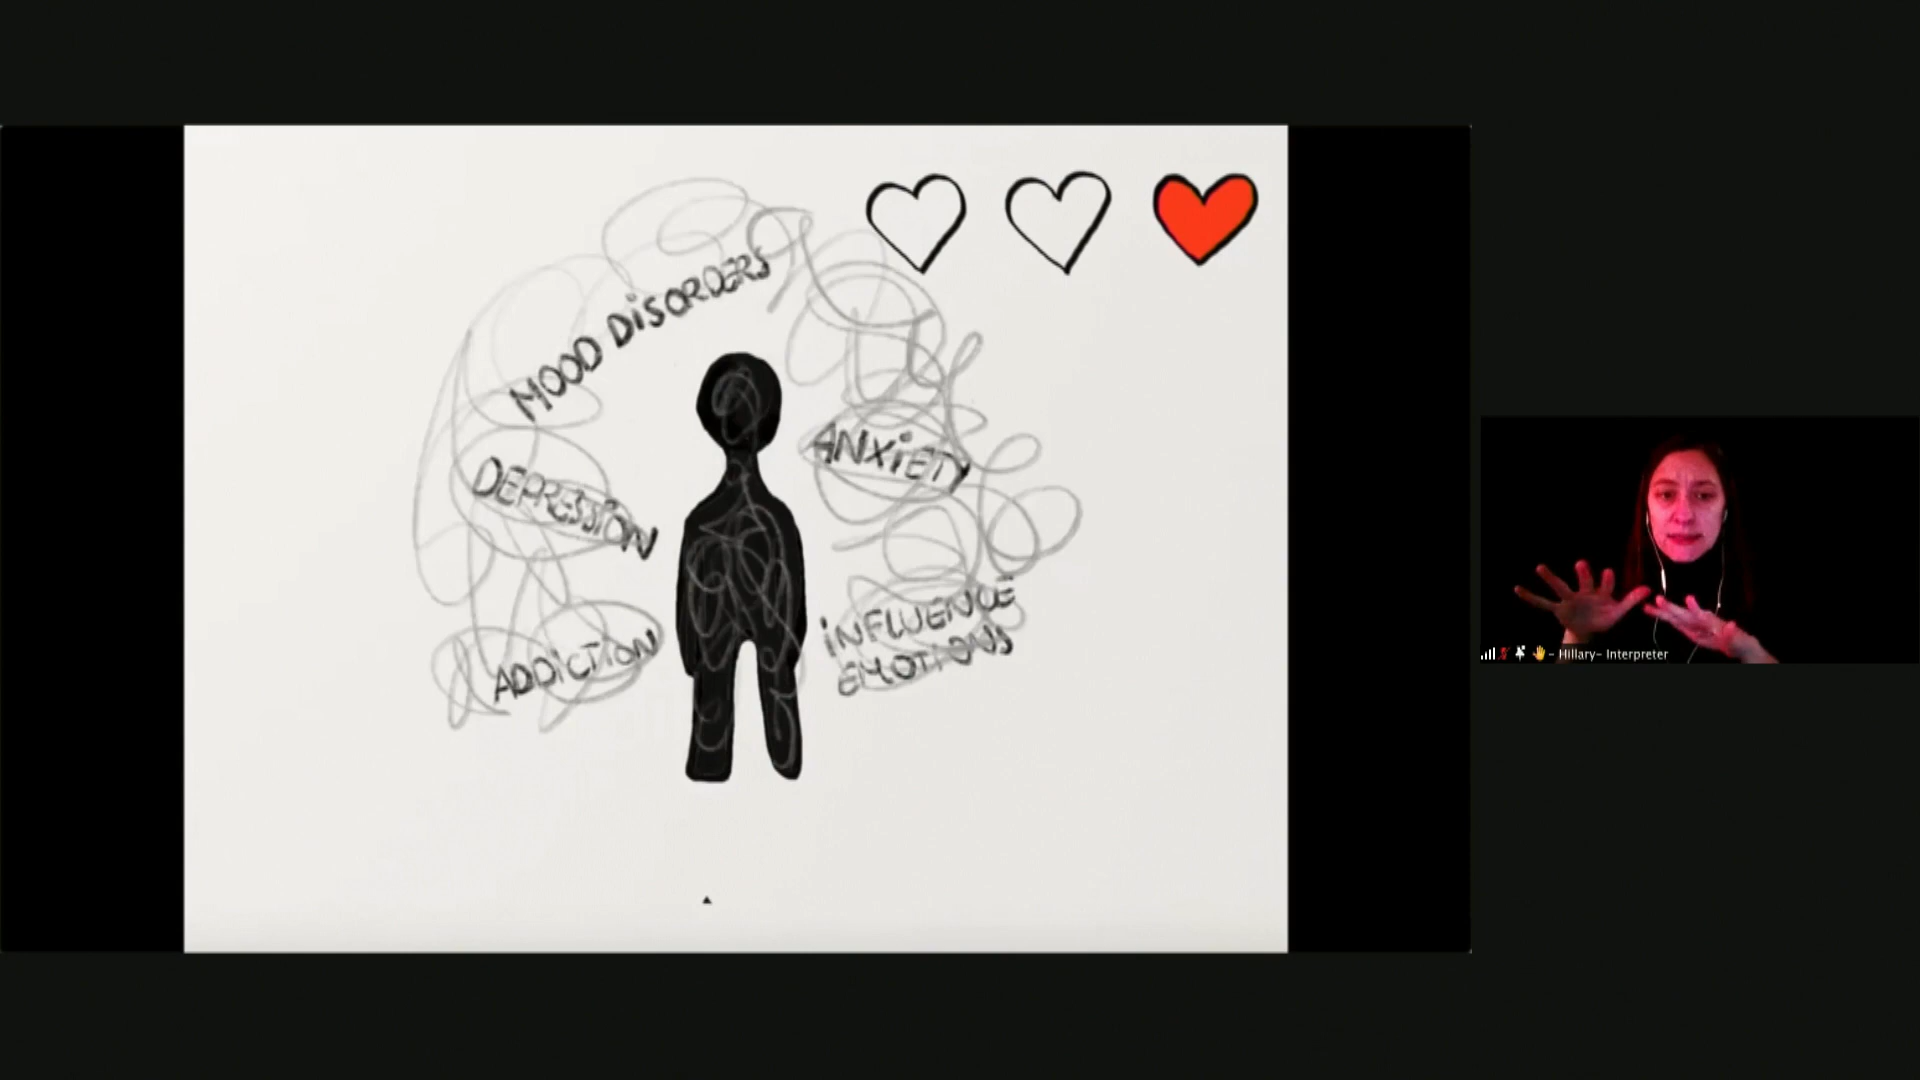 MOOD DISORDERS
DEPRESSION
ANXIETY
ADDICTION
INFLUENCE
EMOTIONS
- Hillary- Interpreter